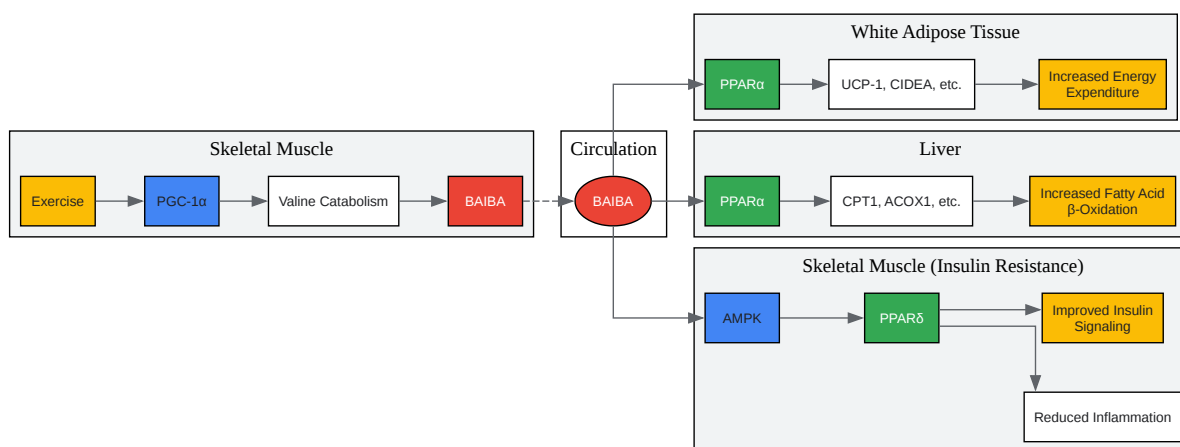 White Adipose Tissue
PPARα
UCP-1, CIDEA, etc.
Increased Energy
Expenditure
Skeletal Muscle
Exercise
PGC-1α
Valine Catabolism
BAIBA
Circulation
BAIBA
Liver
PPARα
CPT1, ACOX1, etc.
Increased Fatty Acid
β-Oxidation
Skeletal Muscle (Insulin Resistance)
AMPK
PPARδ
Improved Insulin
Signaling
Reduced Inflammation